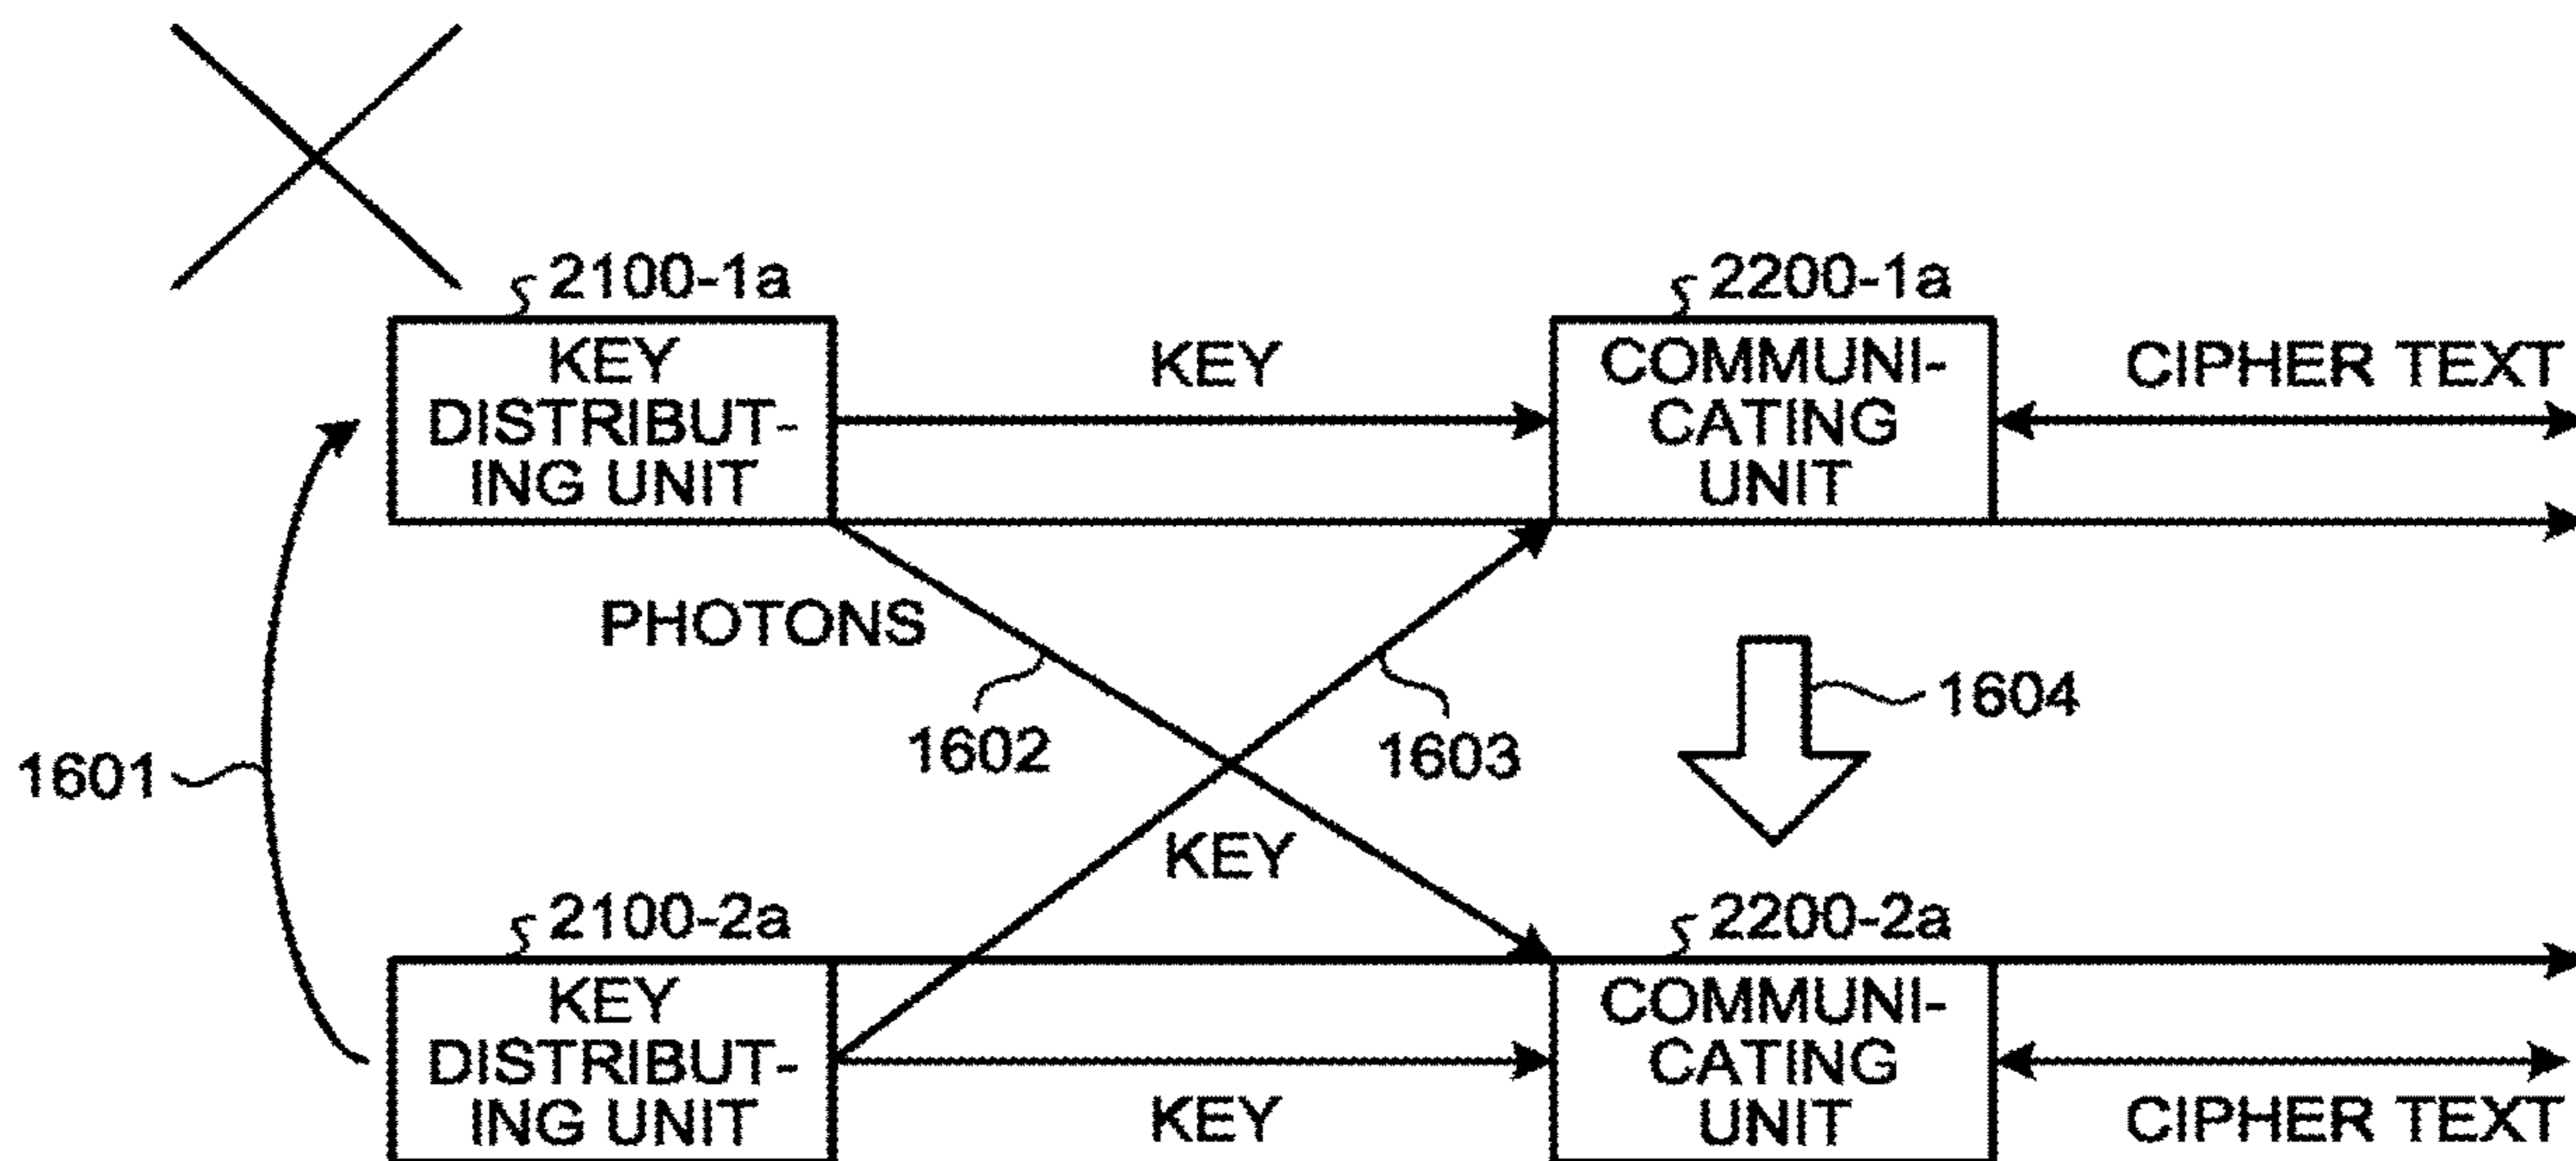 2100-1a
2200-1a
KEY
DISTRIBUT-
ING UNIT
KEY
COMMUNI-
CATING
UNIT
CIPHER TEXT
PHOTONS
1602
1603
1604
1601
KEY
2100-2a
2200-2a
KEY
DISTRIBUT-
ING UNIT
KEY
COMMUNI-
CATING
UNIT
CIPHER TEXT